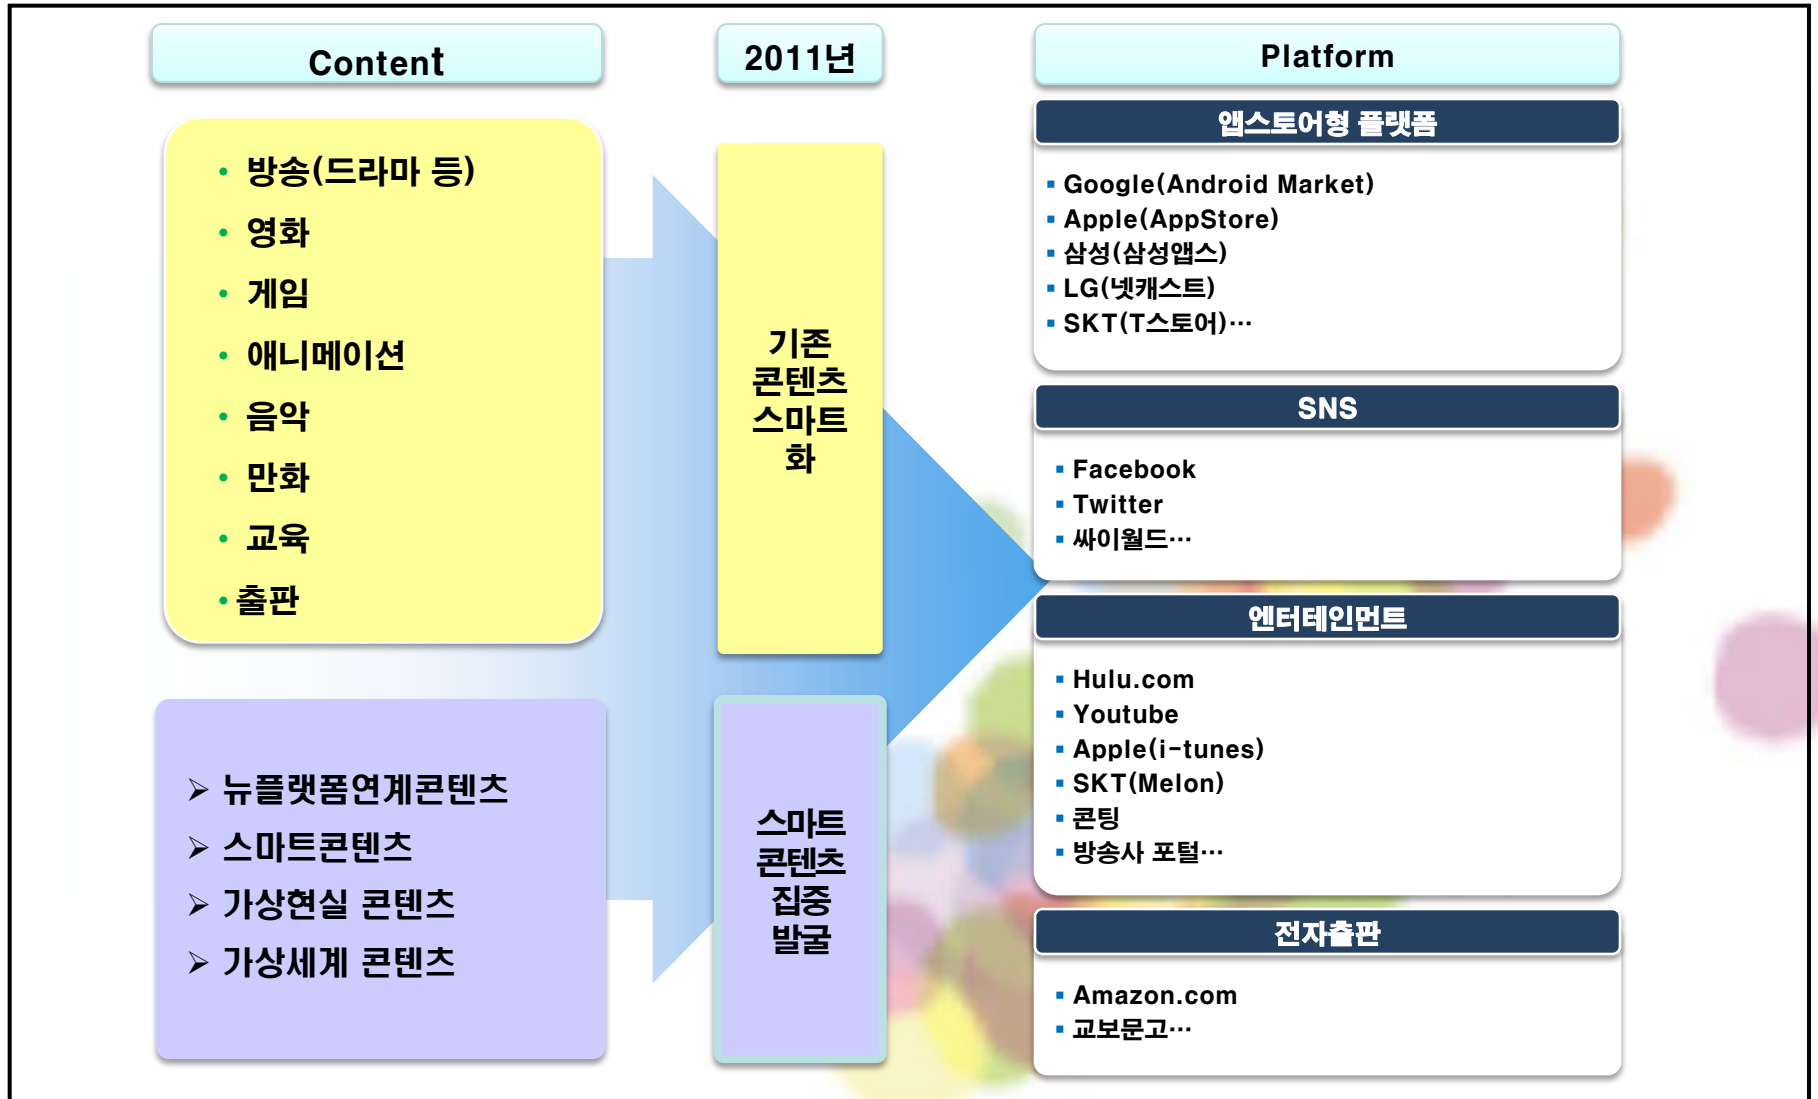 Content
2011년
Platform
• 방송(드라마 등)
• 영화
• 게임
• 애니메이션
• 음악
• 만화
• 교육
• 출판
➢ 뉴플랫폼연계콘텐츠
➢ 스마트콘텐츠
➢ 가상현실 콘텐츠
➢ 가상세계 콘텐츠
기존
콘텐츠
스마트
화
스마트
콘텐츠
집중
발굴
앱스토어형 플랫폼
▪ Google(Android Market)
▪ Apple(AppStore)
▪ 삼성(삼성앱스)
▪ LG(넷캐스트)
▪ SKT(T스토어)…
SNS
▪ Facebook
▪ Twitter
▪ 싸이월드…
엔터테인먼트
▪ Hulu.com
▪ Youtube
▪ Apple(i-tunes)
▪ SKT(Melon)
▪ 콘팅
▪ 방송사 포털…
전자출판
▪ Amazon.com
▪ 교보문고…